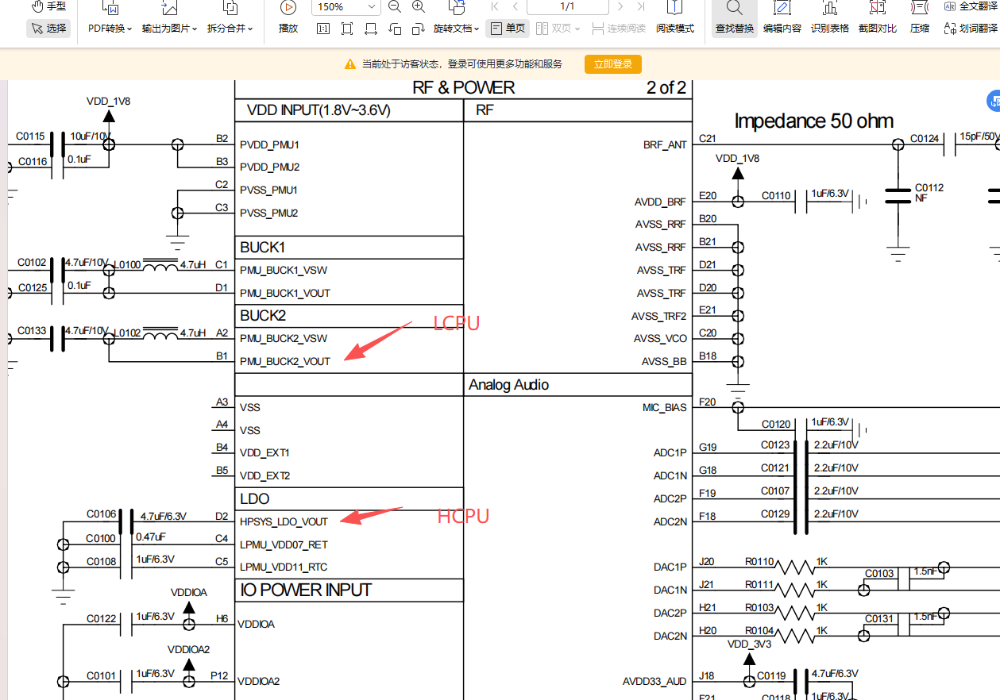 手型
150%
1/1
全文翻译
选择
PDF转换
输出为图片
拆分合并
播放
旋转文档
单页
双页
连续阅读
阅读模式
查找替换
编辑内容
识别表格
截图对比
压缩
划词翻译
当前处于访客状态，登录可使用更多功能和服务
立即登录
RF & POWER
2 of 2
VDD INPUT(1.8V~3.6V)
RF
VDD_1V8
C0115
10uF/10V
C0116
0.1uF
B2
PVDD_PMU1
B3
PVDD_PMU2
C2
PVSS_PMU1
C3
PVSS_PMU2
BUCK1
C0102
4.7uF/10V
L0100
4.7uH
C1
PMU_BUCK1_VSW
C0125
0.1uF
D1
PMU_BUCK1_VOUT
BUCK2
LCPU
C0133
4.7uF/10V
L0102
4.7uH
A2
PMU_BUCK2_VSW
B1
PMU_BUCK2_VOUT
A3
VSS
A4
VSS
B4
VDD_EXT1
B5
VDD_EXT2
LDO
HCPU
C0106
4.7uF/6.3V
D2
HPSYS_LDO_VOUT
C0100
0.47uF
C4
LPMU_VDD07_RET
C0108
1uF/6.3V
C5
LPMU_VDD11_RTC
IO POWER INPUT
VDDIOA
C0122
1uF/6.3V
H6
VDDIOA
VDDIOA2
C0101
1uF/6.3V
P12
VDDIOA2
Impedance 50 ohm
BRF_ANT
C21
C0124
15pF/50V
VDD_1V8
C0112
NF
AVDD_BRF
E20
C0110
1uF/6.3V
AVSS_RRF
B20
AVSS_RRF
B21
AVSS_TRF
D21
AVSS_TRF
D20
AVSS_TRF2
E21
AVSS_VCO
C20
AVSS_BB
B18
Analog Audio
MIC_BIAS
F20
C0120
1uF/6.3V
ADC1P
G19
C0123
2.2uF/10V
ADC1N
G18
C0121
2.2uF/10V
ADC2P
F19
C0107
2.2uF/10V
ADC2N
F18
C0129
2.2uF/10V
DAC1P
J20
R0110
1K
C0103
1.5nF
DAC1N
J21
R0111
1K
DAC2P
H21
R0103
1K
C0131
1.5nF
DAC2N
H20
R0104
1K
VDD_3V3
AVDD33_AUD
J18
C0119
4.7uF/6.3V
F21
C0118
1uF/6.3V